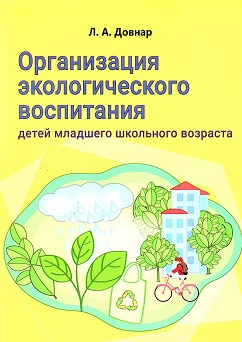 Л. А. Довнар
Организация
экологического
воспитания
детей младшего школьного возраста